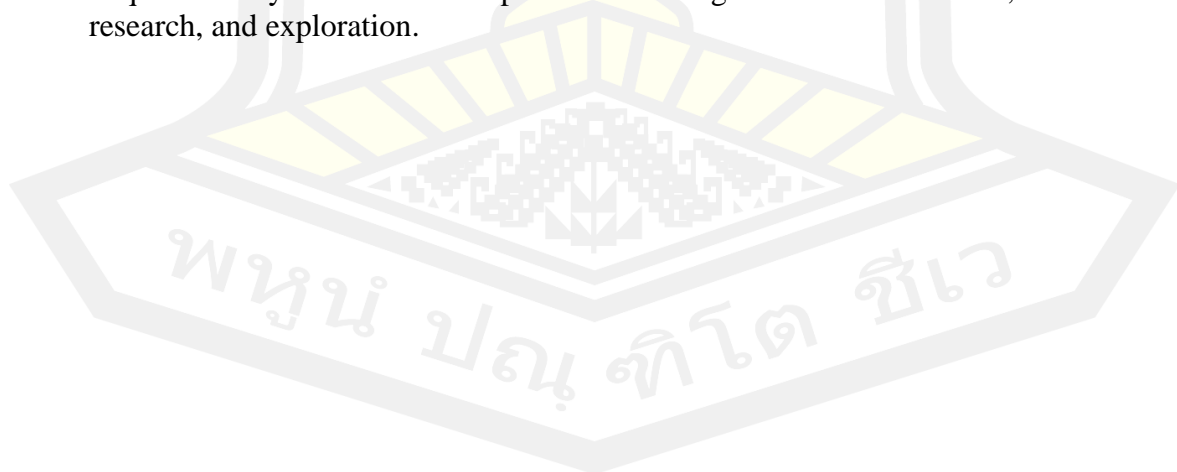 research, and exploration.
พหูนํ ปณฺฑิโต ชีเว